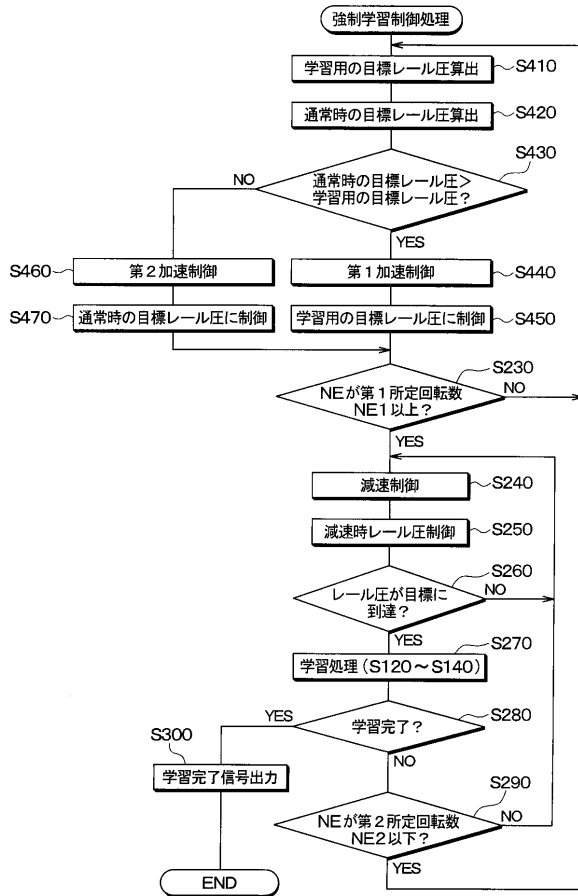 強制学習制御処理
学習用の目標レール圧算出
S410
通常時の目標レール圧算出
S420
S430
通常時の目標レール圧＞
学習用の目標レール圧？
NO
YES
S460
第２加速制御
第１加速制御
S440
S470
通常時の目標レール圧に制御
学習用の目標レール圧に制御
S450
S230
NEが第１所定回転数
NE1以上？
NO
YES
減速制御
S240
減速時レール圧制御
S250
S260
レール圧が目標に
到達？
NO
YES
S270
学習処理（S120～S140）
S280
学習完了？
YES
NO
S300
学習完了信号出力
S290
NEが第２所定回転数
NE2以下？
NO
YES
END